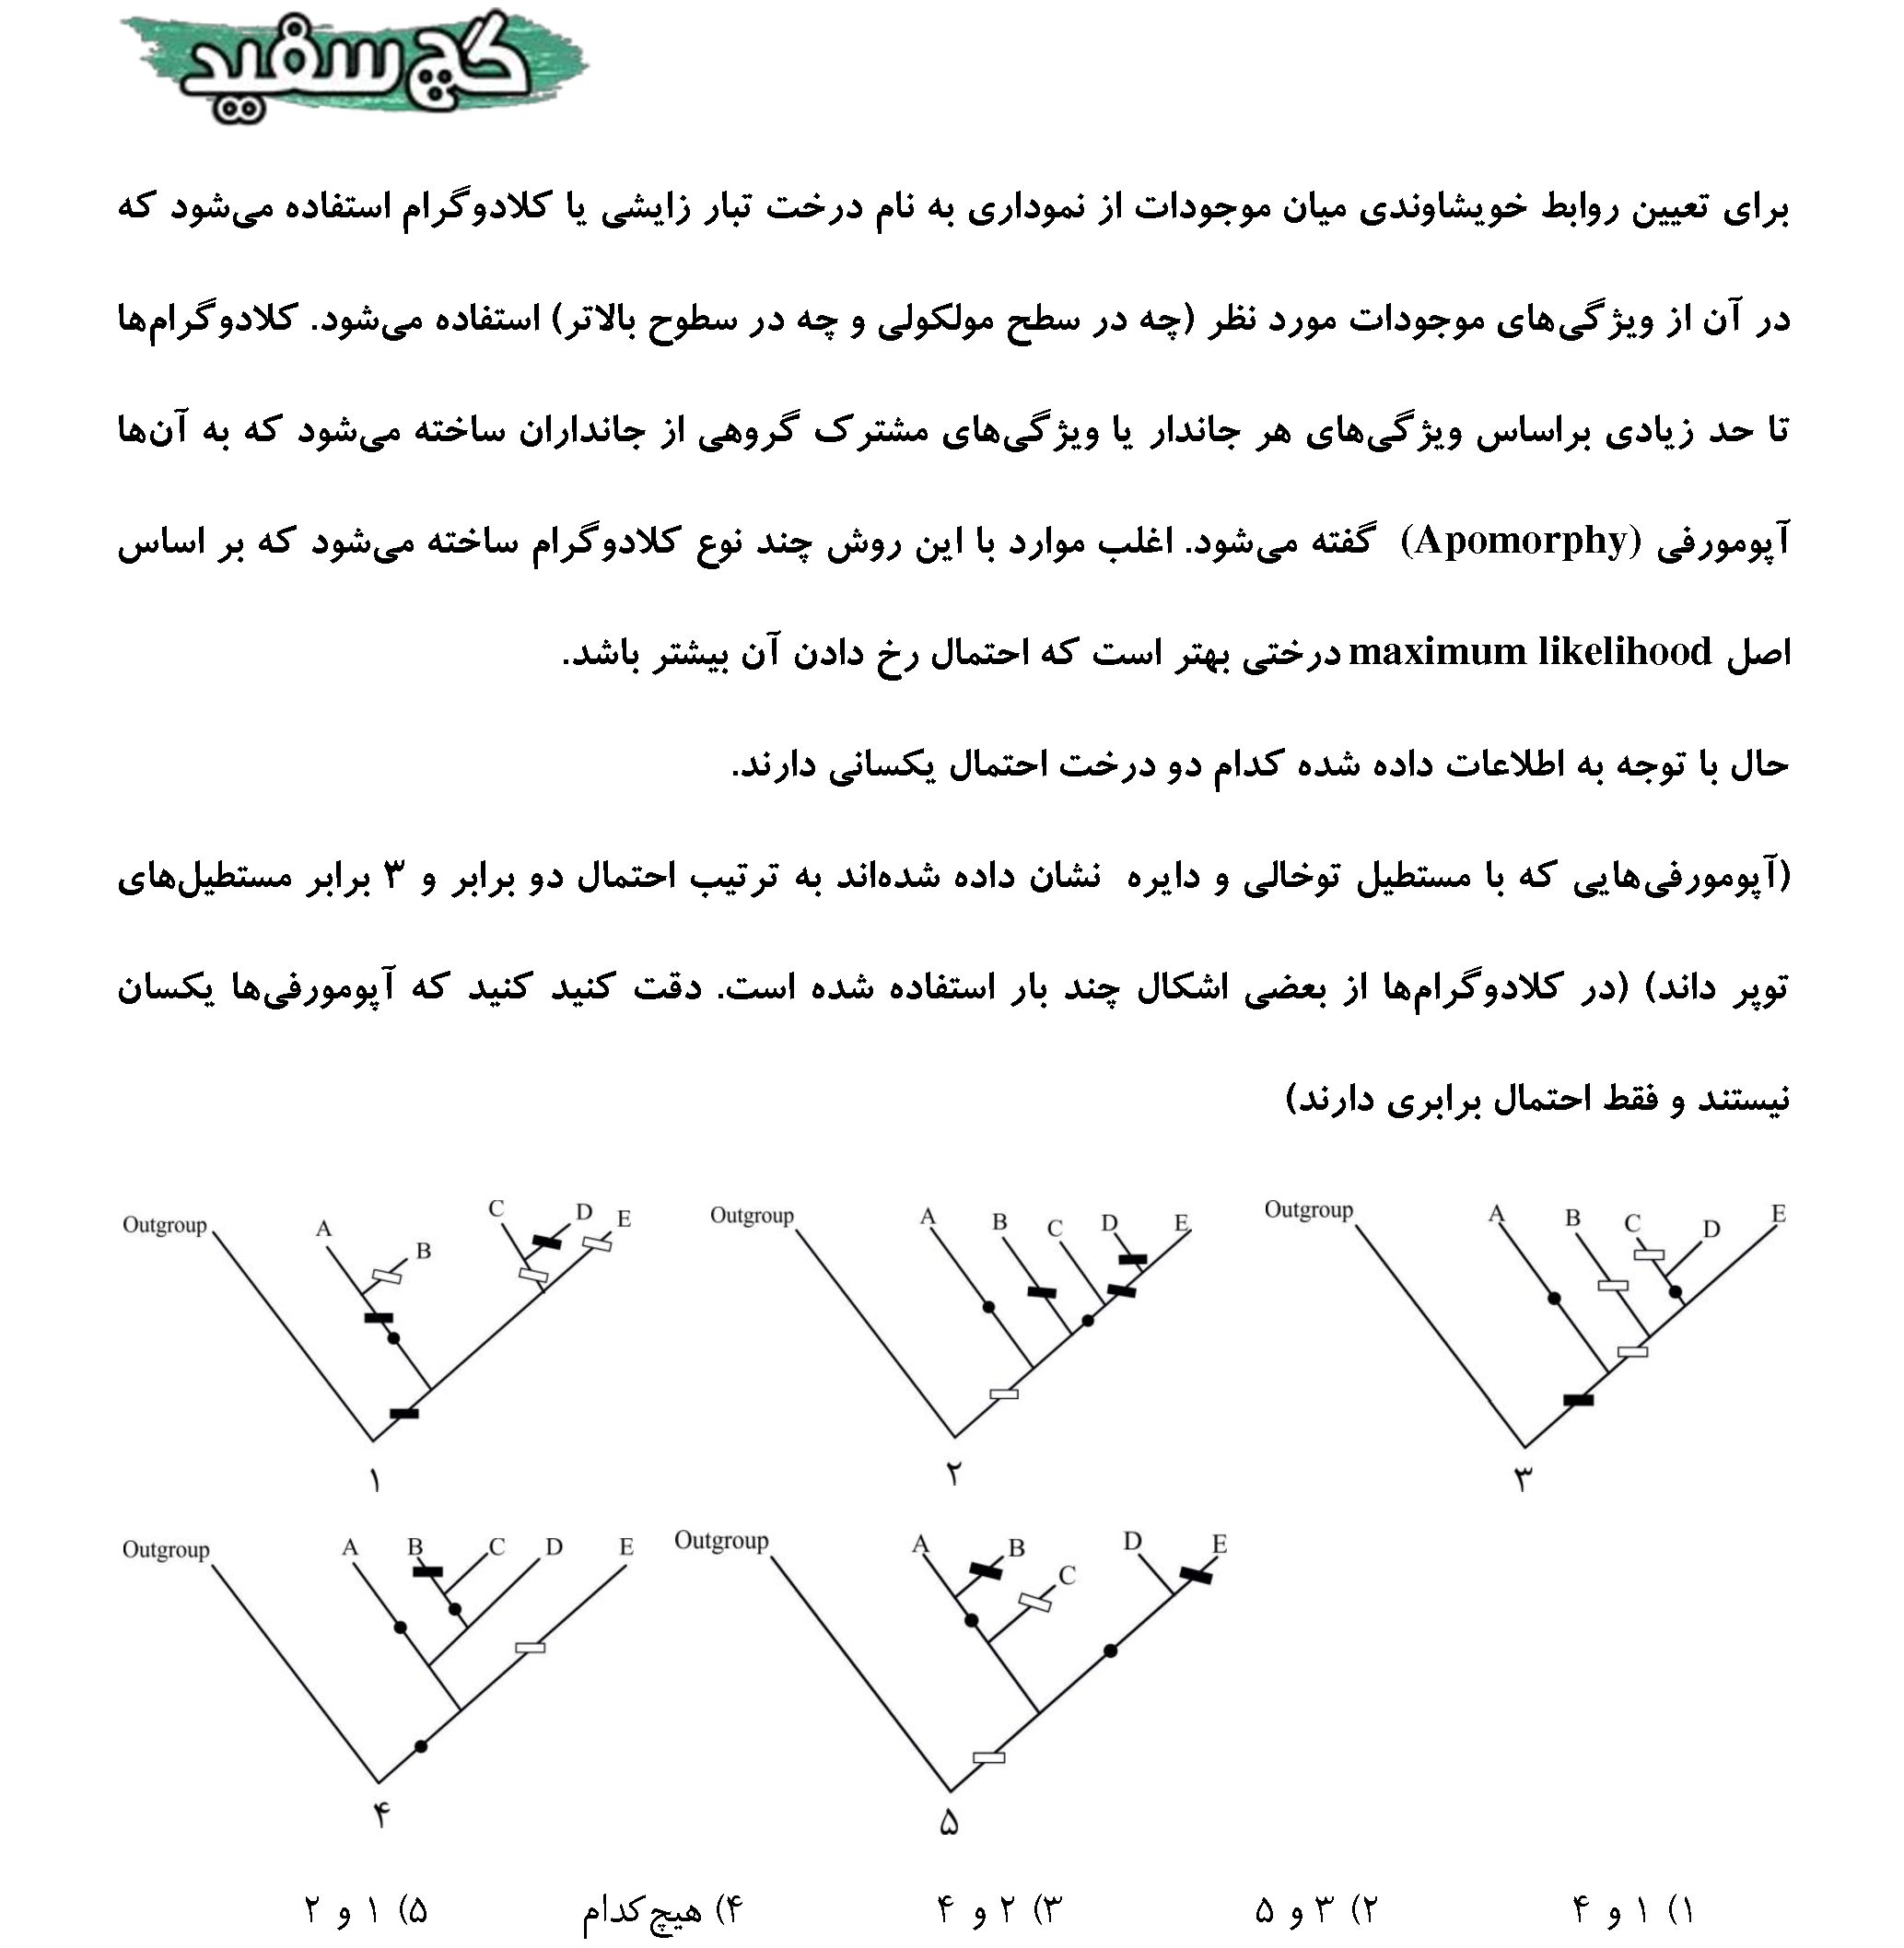 گچ سفید
برای تعیین روابط خویشاوندی میان موجودات از نموداری به نام درخت تبار زایشی یا کلادوگرام استفاده می‌شود که
در آن از ویژگی‌های موجودات مورد نظر (چه در سطح مولکولی و چه در سطوح بالاتر) استفاده می‌شود. کلادوگرام‌ها
تا حد زیادی براساس ویژگی‌های هر جاندار یا ویژگی‌های مشترک گروهی از جانداران ساخته می‌شود که به آن‌ها
آپومورفی (Apomorphy) گفته می‌شود. اغلب موارد با این روش چند نوع کلادوگرام ساخته می‌شود که بر اساس
اصل maximum likelihood درختی بهتر است که احتمال رخ دادن آن بیشتر باشد.
حال با توجه به اطلاعات داده شده کدام دو درخت احتمال یکسانی دارند.
(آپومورفی‌هایی که با مستطیل توخالی و دایره نشان داده شده‌اند به ترتیب احتمال دو برابر و ۳ برابر مستطیل‌های
توپر داند) (در کلادوگرام‌ها از بعضی اشکال چند بار استفاده شده است. دقت کنید کنید که آپومورفی‌ها یکسان
نیستند و فقط احتمال برابری دارند)
Outgroup A B C D E
۱
Outgroup A B C D E
۲
Outgroup A B C D E
۳
Outgroup A B C D E
۴
Outgroup A B C D E
۵
۱) ۱ و ۴ ۲) ۳ و ۵ ۳) ۲ و ۴ ۴) هیچ‌کدام ۵) ۱ و ۲